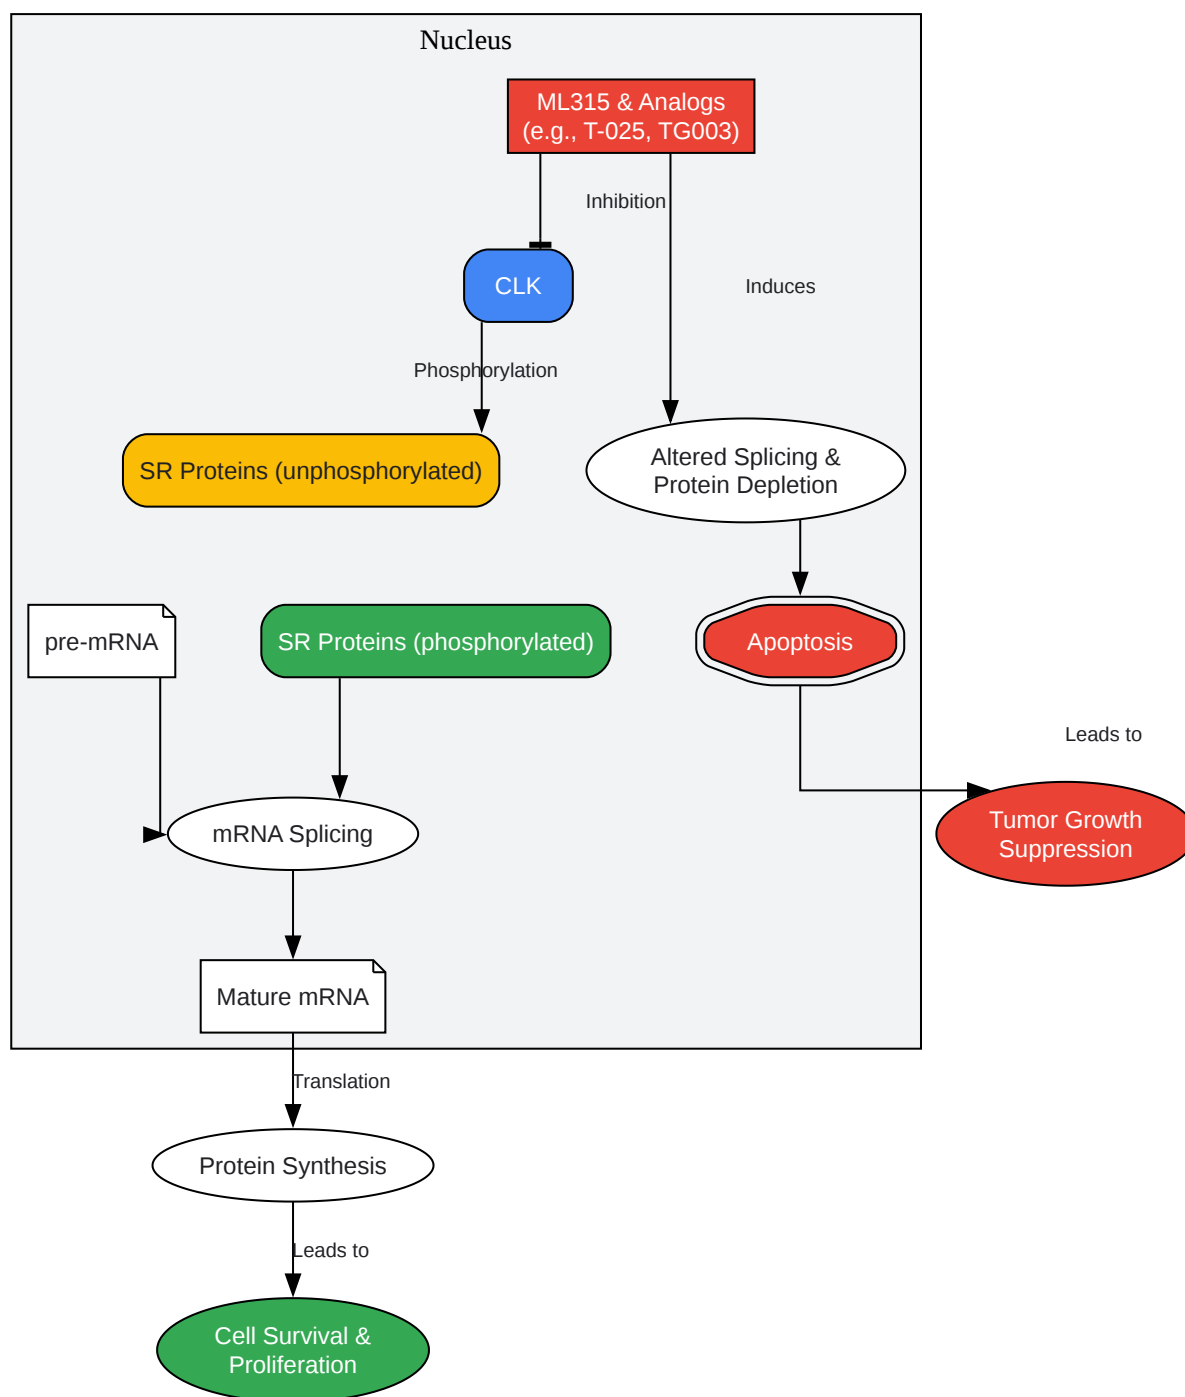 Nucleus
ML315 & Analogs
(e.g., T-025, TG003)
Inhibition
CLK
Induces
Phosphorylation
SR Proteins (unphosphorylated)
Altered Splicing &
Protein Depletion
pre-mRNA
SR Proteins (phosphorylated)
Apoptosis
Leads to
mRNA Splicing
Tumor Growth
Suppression
Mature mRNA
Translation
Protein Synthesis
Leads to
Cell Survival &
Proliferation